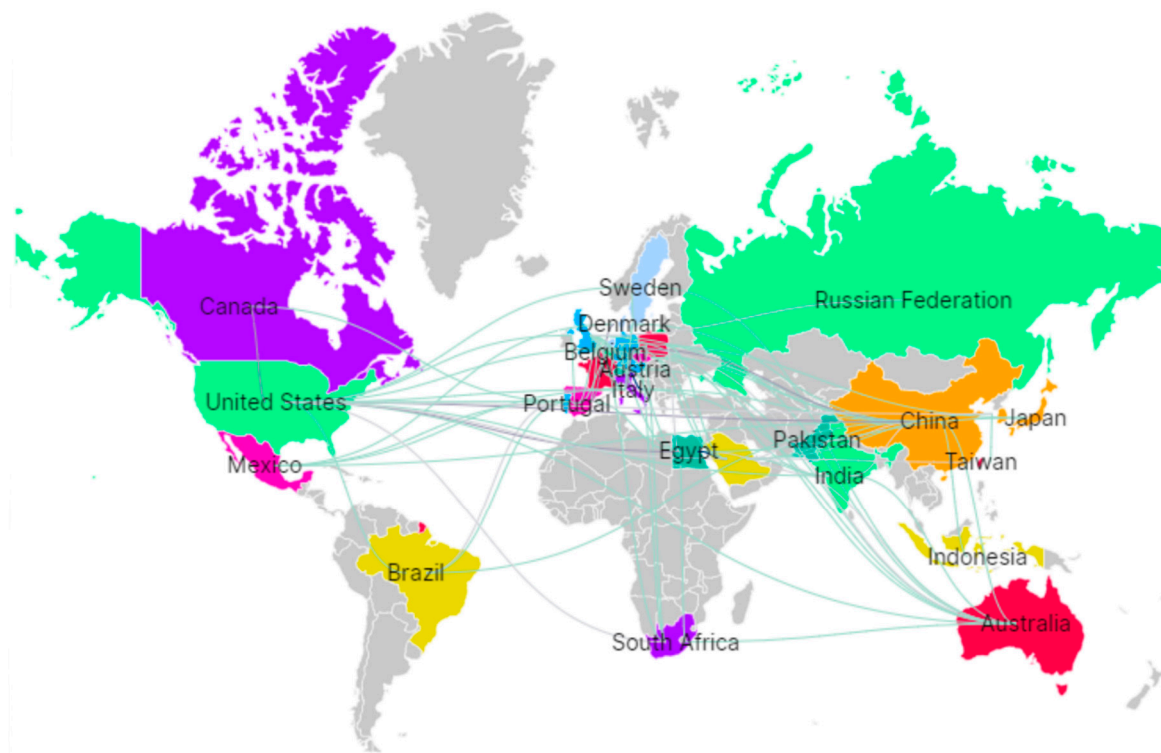 Sweden
Russian Federation
Canada
Denmark
Belgium
Austria
Italy
United States
Portugal
China
Japan
Pakistan
Egypt
Mexico
Taiwan
India
Indonesia
Brazil
Australia
South Africa